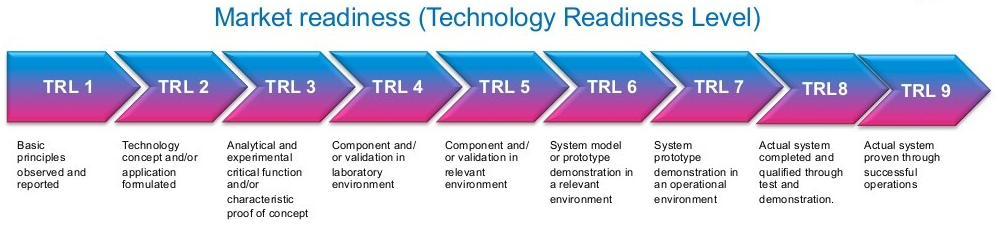 Market readiness (Technology Readiness Level)
TRL 1
TRL 2
TRL 3
TRL 4
TRL 5
TRL 6
TRL 7
TRL8
TRL 9
Basic
principles
observed and
reported
Technology
concept and/or
application
formulated
Analytical and
experimental
critical function
and/or
characteristic
proof of concept
Component and/
or validation in
laboratory
environment
Component and/
or validation in
relevant
environment
System model
or prototype
demonstration in
a relevant
environment
System
prototype
demonstration in
an operational
environment
Actual system
completed and
qualified through
test and
demonstration.
Actual system
proven through
successful
operations